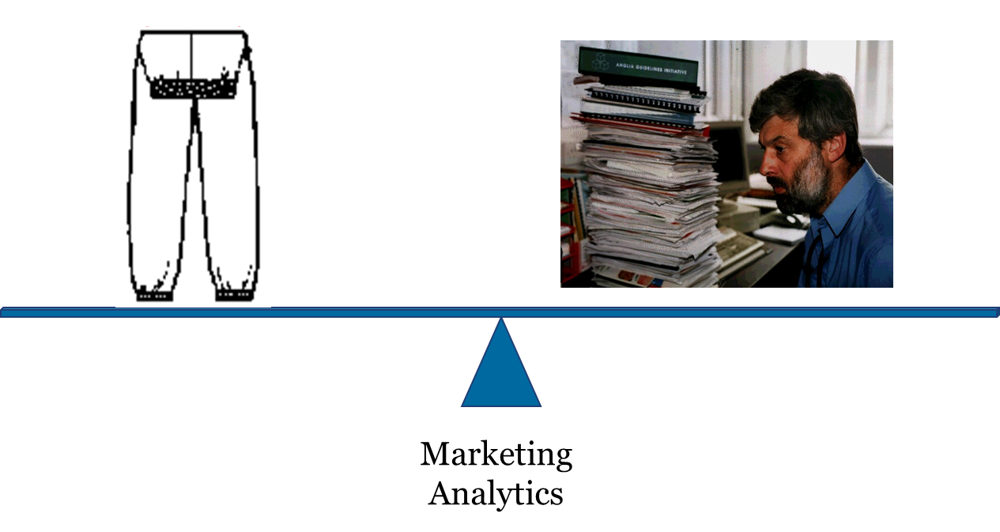 ANGLIA GUIDELINES INITIATIVE
Marketing
Analytics